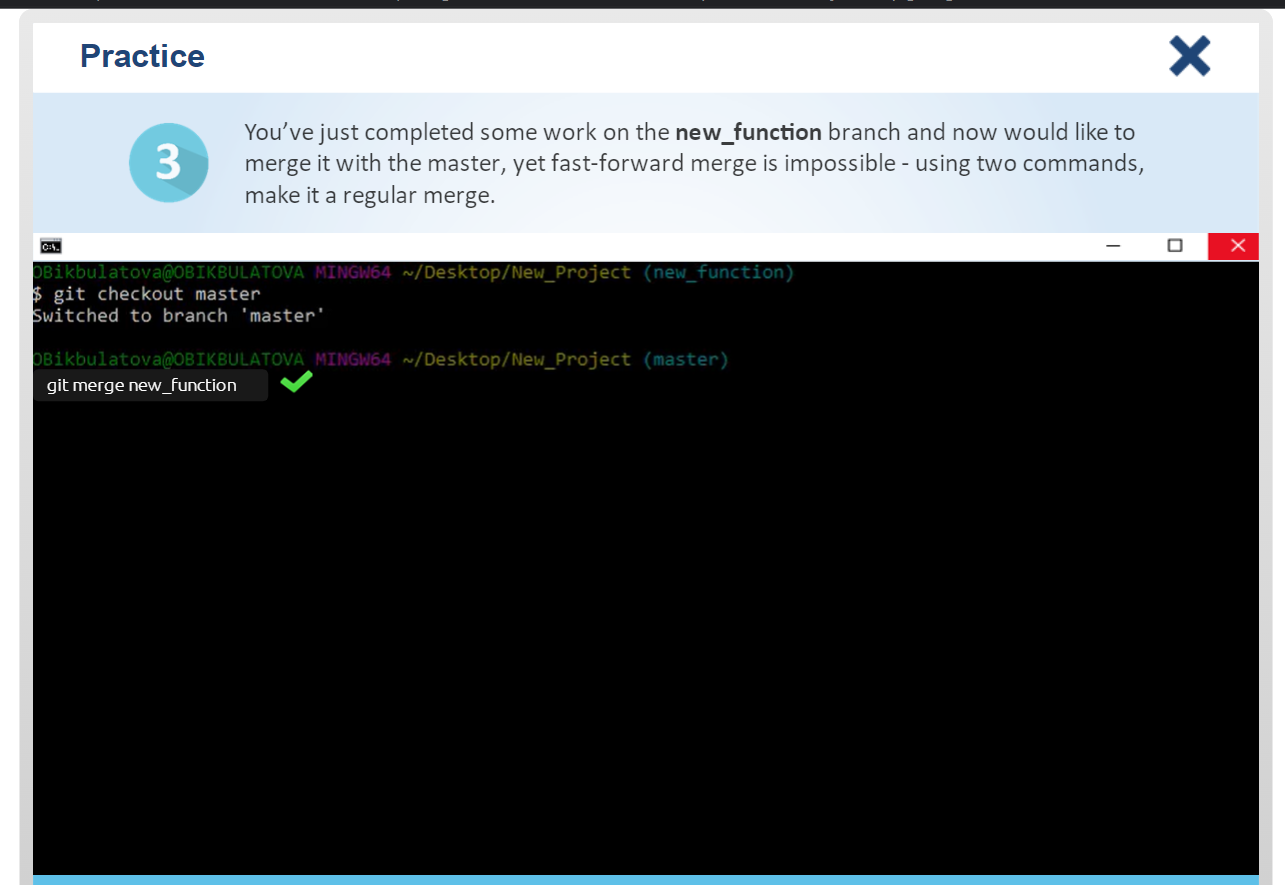 Practice
3
You’ve just completed some work on the new_function branch and now would like to
merge it with the master, yet fast-forward merge is impossible - using two commands,
make it a regular merge.
C:\_
OBikbulatova@OBIKBULATOVA MINGW64 ~/Desktop/New_Project (new_function)
$ git checkout master
Switched to branch 'master'
OBikbulatova@OBIKBULATOVA MINGW64 ~/Desktop/New_Project (master)
git merge new_function